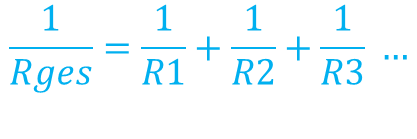 1/Rges = 1/R1 + 1/R2 + 1/R3 ...